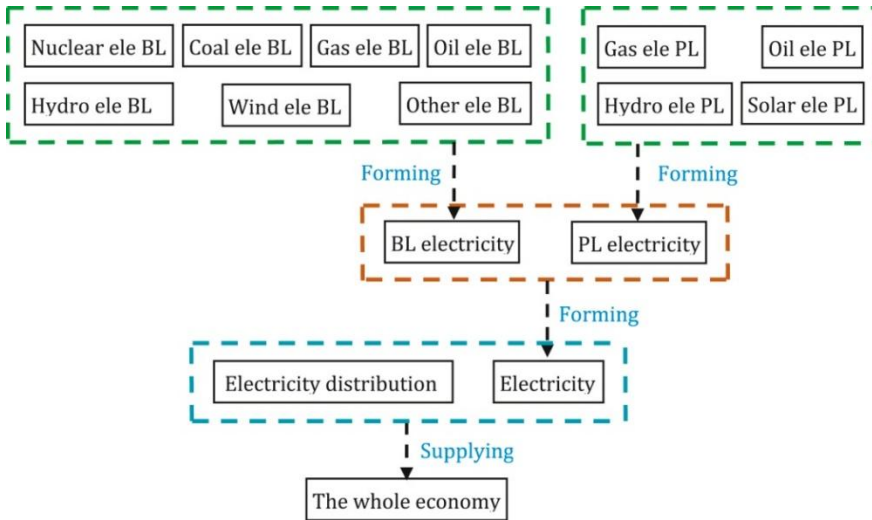 Nuclear ele BL
Coal ele BL
Gas ele BL
Oil ele BL
Hydro ele BL
Wind ele BL
Other ele BL
Gas ele PL
Oil ele PL
Hydro ele PL
Solar ele PL
Forming
Forming
BL electricity
PL electricity
Forming
Electricity distribution
Electricity
Supplying
The whole economy